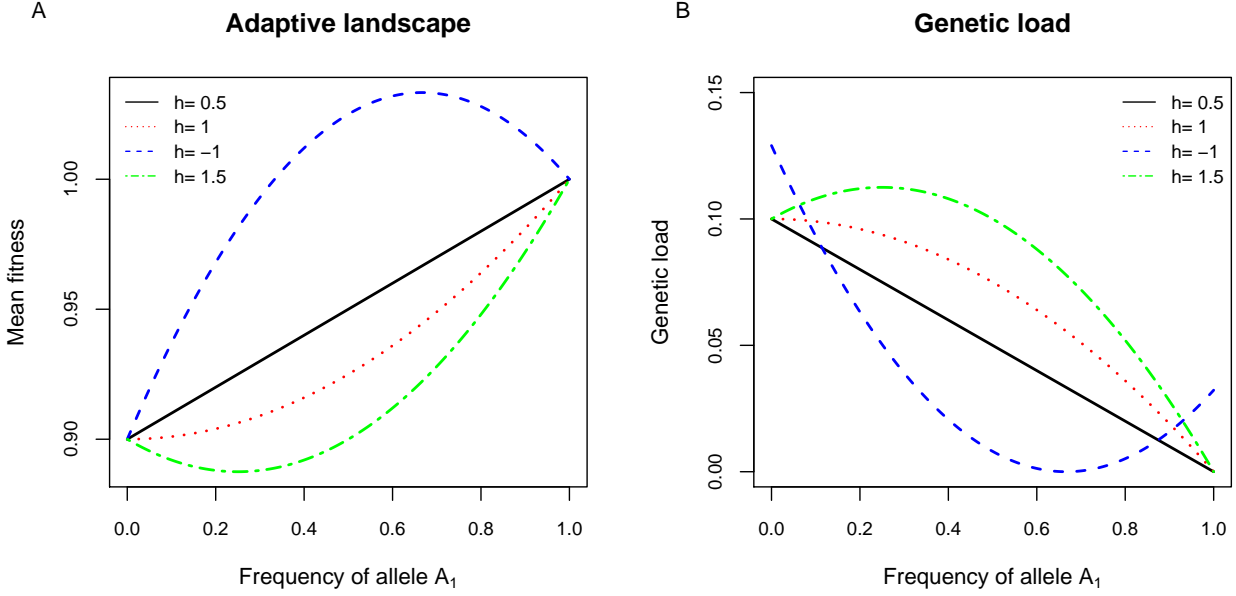 A
Adaptive landscape
h= 0.5
h= 1
h= −1
h= 1.5
Mean fitness
0.90
0.95
1.00
0.0 0.2 0.4 0.6 0.8 1.0
Frequency of allele A₁
B
Genetic load
h= 0.5
h= 1
h= −1
h= 1.5
Genetic load
0.00
0.05
0.10
0.15
0.0 0.2 0.4 0.6 0.8 1.0
Frequency of allele A₁